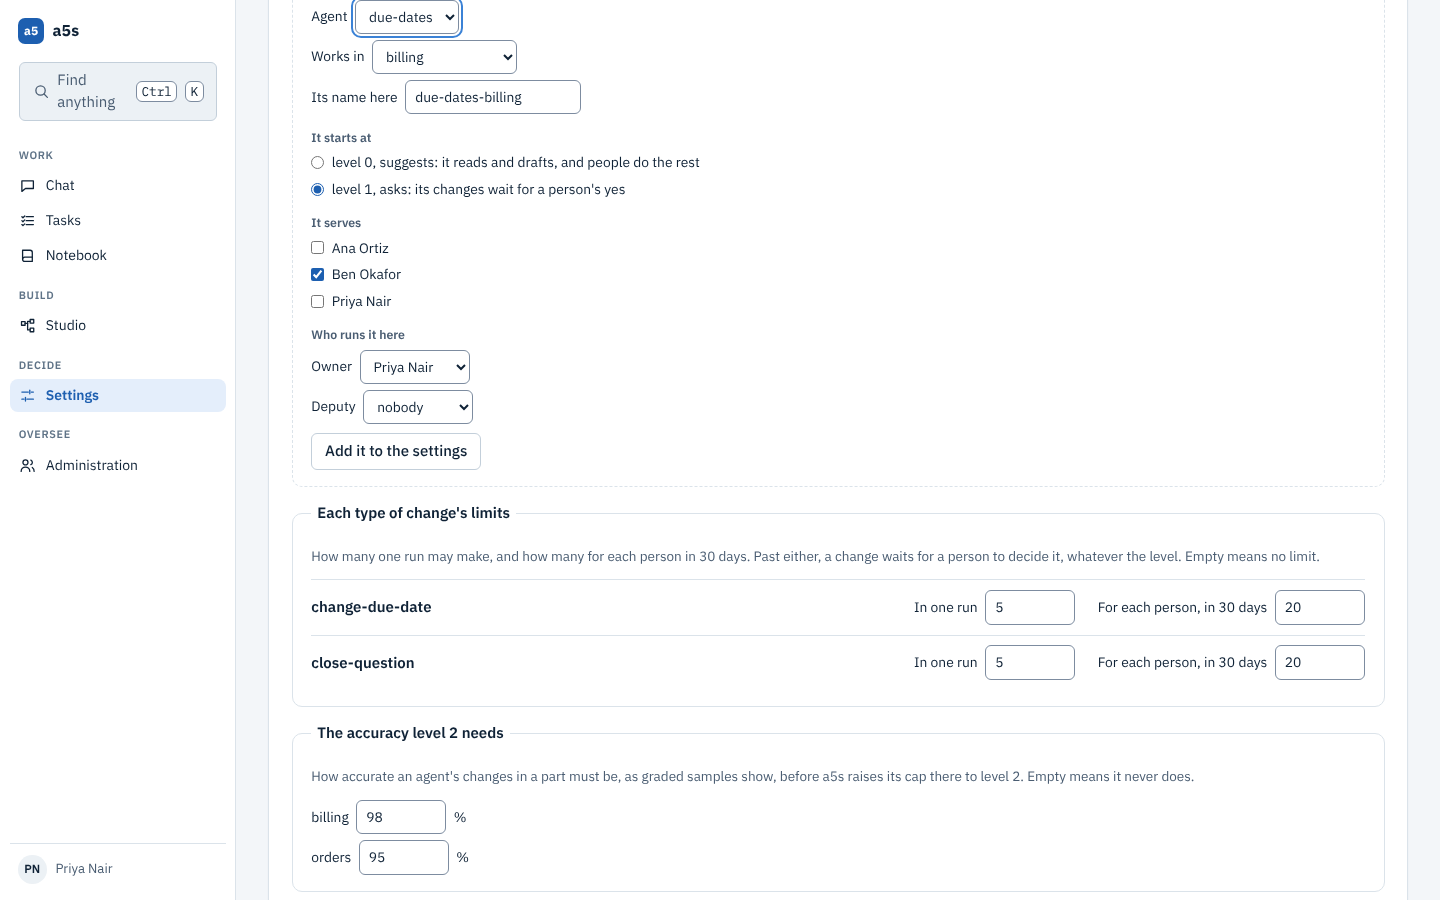 a5 a5s
Find anything Ctrl K
WORK
Chat
Tasks
Notebook
BUILD
Studio
DECIDE
Settings
OVERSEE
Administration
PN Priya Nair
Agent due-dates
Works in billing
Its name here due-dates-billing
It starts at
level 0, suggests: it reads and drafts, and people do the rest
level 1, asks: its changes wait for a person's yes
It serves
Ana Ortiz
Ben Okafor
Priya Nair
Who runs it here
Owner Priya Nair
Deputy nobody
Add it to the settings
Each type of change's limits
How many one run may make, and how many for each person in 30 days. Past either, a change waits for a person to decide it, whatever the level. Empty means no limit.
change-due-date In one run 5 For each person, in 30 days 20
close-question In one run 5 For each person, in 30 days 20
The accuracy level 2 needs
How accurate an agent's changes in a part must be, as graded samples show, before a5s raises its cap there to level 2. Empty means it never does.
billing 98 %
orders 95 %